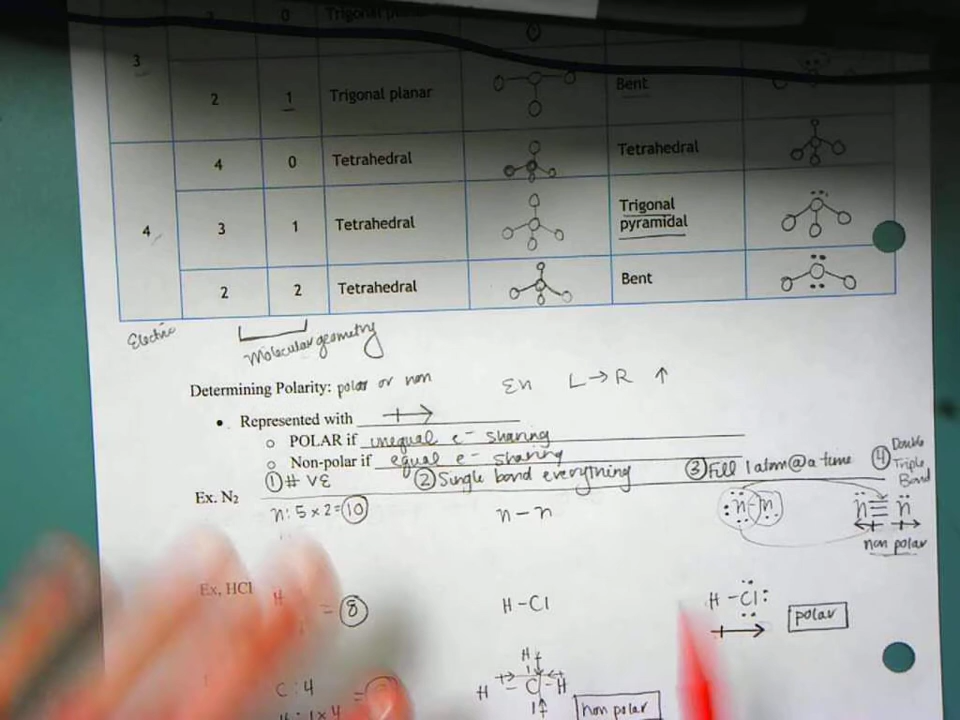 0 Trigonal planar
3
2 1 Trigonal planar Bent
4 0 Tetrahedral Tetrahedral
4 3 1 Tetrahedral Trigonal pyramidal
2 2 Tetrahedral Bent
Molecular geometry
Determining Polarity: polar or non En L → R ↑
• Represented with
o POLAR if unequal e⁻ sharing
o Non-polar if equal e⁻ sharing
① # VE ② Single bond everything ③ Fill 1 atom @ a time ④ Double Triple Bond
Ex. N2
n: 5 x 2 = 10 n - n :n̈-n̈: n̈≡n̈
non polar
Ex, HCl
H = 8 H - Cl H - Cl: polar
H
C: 4 H - C - H
1 x 4 non polar